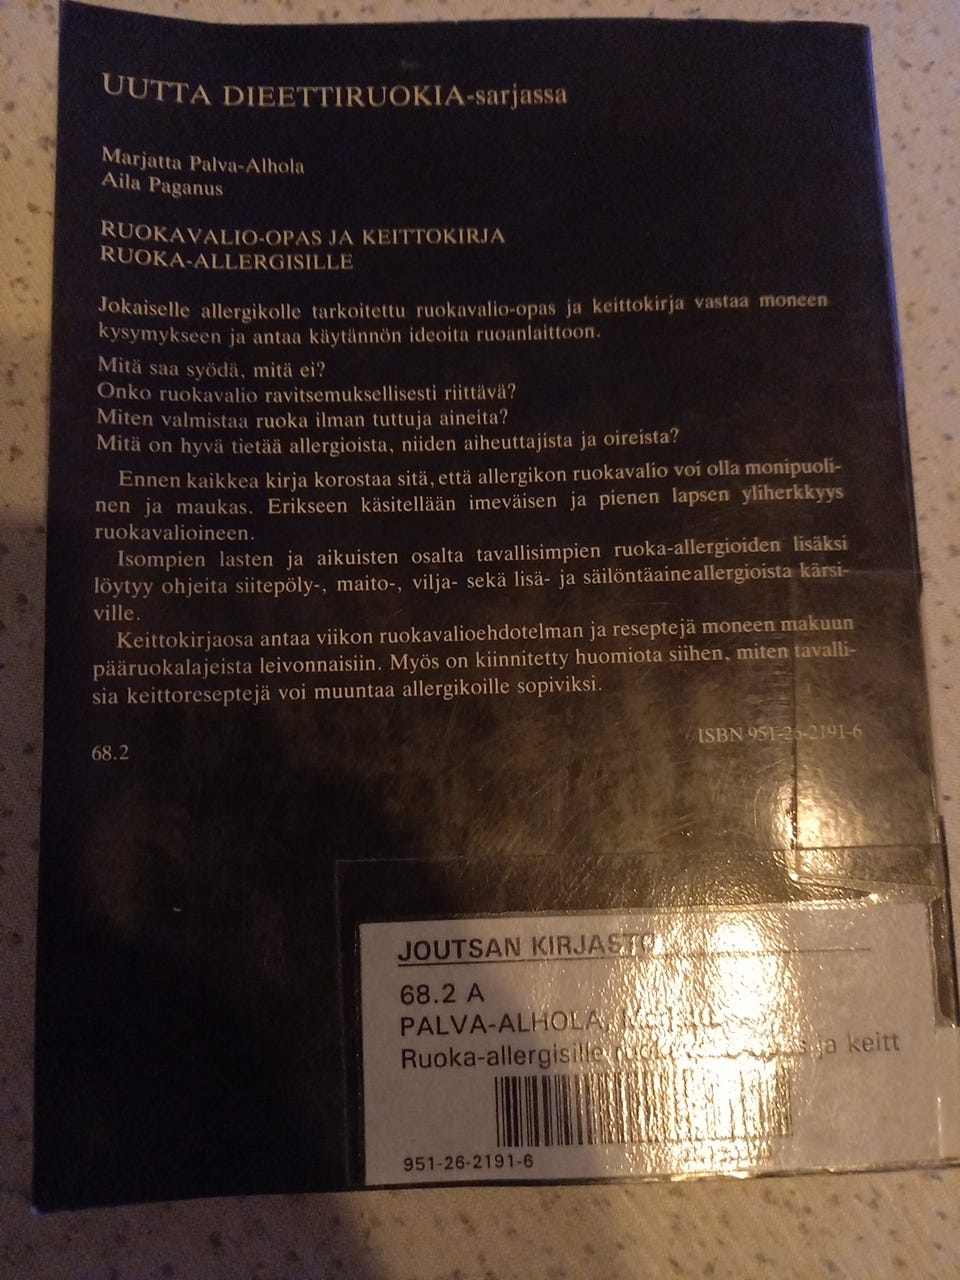 UUTTA DIEETTIRUOKIA-sarjassa
Marjatta Palva-Alhola
Aila Paganus
RUOKAVALIO-OPAS JA KEITTOKIRJA
RUOKA-ALLERGISILLE
Jokaiselle allergikolle tarkoitettu ruokavalio-opas ja keittokirja vastaa moneen
kysymykseen ja antaa käytännön ideoita ruoanlaittoon.
Mitä saa syödä, mitä ei?
Onko ruokavalio ravitsemuksellisesti riittävä?
Miten valmistaa ruoka ilman tuttuja aineita?
Mitä on hyvä tietää allergioista, niiden aiheuttajista ja oireista?
Ennen kaikkea kirja korostaa sitä, että allergikon ruokavalio voi olla monipuoli-
nen ja maukas. Erikseen käsitellään imeväisen ja pienen lapsen yliherkkyys
ruokavalioineen.
Isompien lasten ja aikuisten osalta tavallisimpien ruoka-allergioiden lisäksi
löytyy ohjeita siitepöly-, maito-, vilja- sekä lisä- ja säilöntäaineallergioista kärsi-
ville.
Keittokirjaosa antaa viikon ruokavalioehdotelman ja reseptejä moneen makuun
pääruokalajeista leivonnaisiin. Myös on kiinnitetty huomiota siihen, miten tavalli-
sia keittoreseptejä voi muuntaa allergikoille sopiviksi.
68.2
ISBN 951-26-2191-6
JOUTSAN KIRJASTO
68.2 A
PALVA-ALHOLA,
Ruoka-allergisille ja keitt
951-26-2191-6